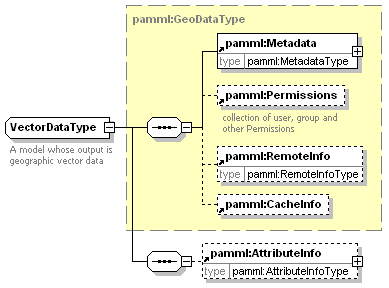 pamml:GeoDataType
pamml:Metadata
type pamml:MetadataType
pamml:Permissions
collection of user, group and
other Permissions
VectorDataType
A model whose output is
geographic vector data
pamml:RemoteInfo
type pamml:RemoteInfoType
pamml:CacheInfo
pamml:AttributeInfo
type pamml:AttributeInfoType